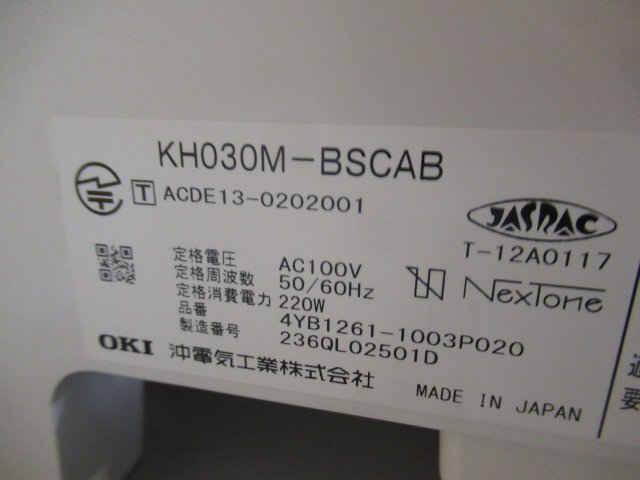 KH030M-BSCAB
T ACDE13-0202001
JASRAC
T-12A0117
定格電圧 AC100V
定格周波数 50/60Hz
定格消費電力 220W
品番 4YB1261-1003P020
製造番号 236QL02501D
NexTone
OKI 沖電気工業株式会社
MADE IN JAPAN
要